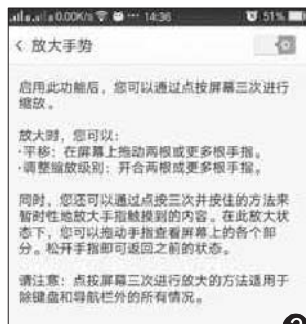 0.00K/s ··· 14:36 51%
放大手势
启用此功能后，您可以通过点按屏幕三次进行
缩放。
放大时，您可以：
·平移：在屏幕上拖动两根或更多根手指。
·调整缩放级别：开合两根或更多根手指。
同时，您还可以通过点按三次并按住的方法来
暂时性地放大手指触摸到的内容。在此放大状
态下，您可以拖动手指查看屏幕上的各个部
分。松开手指即可返回之前的状态。
请注意：点按屏幕三次进行放大的方法适用于
除键盘和导航栏外的所有情况。